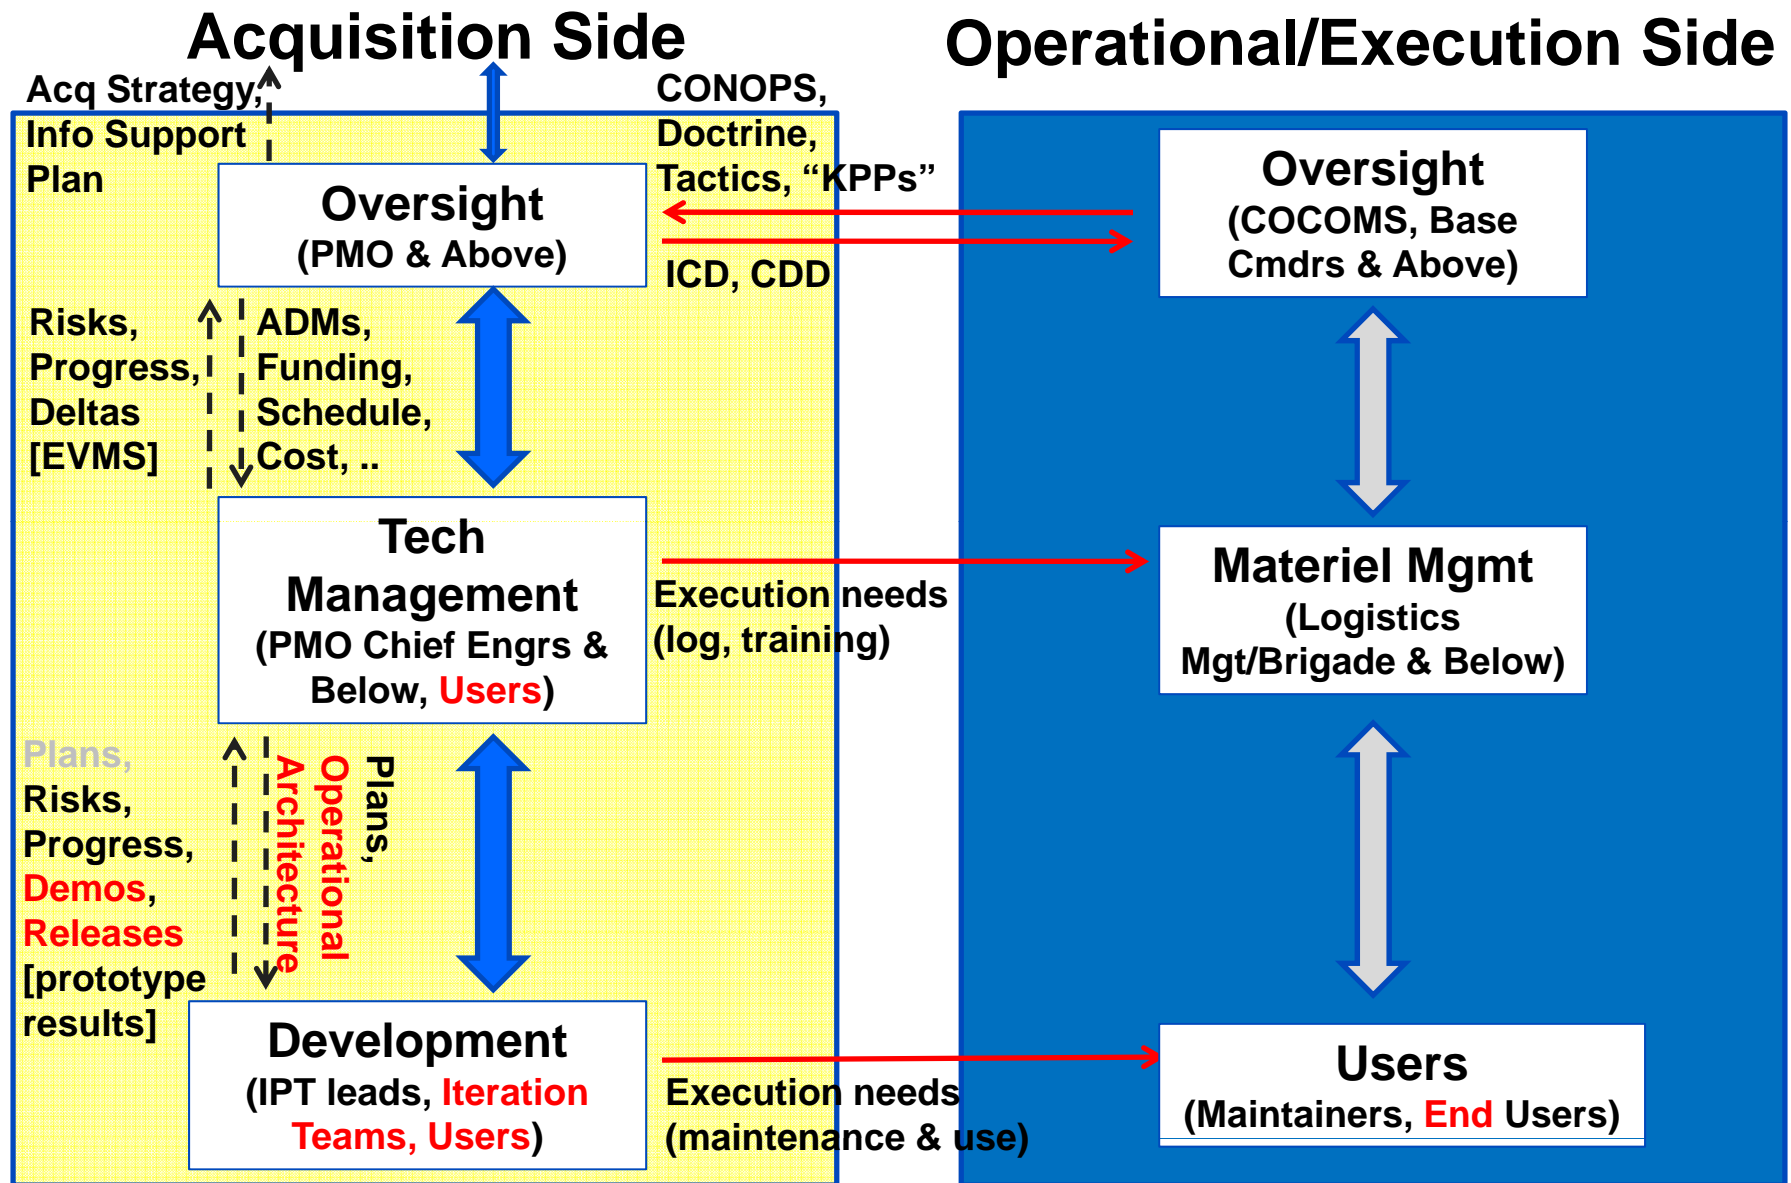 Acquisition Side
Operational/Execution Side
Acq Strategy,
Info Support
Plan
CONOPS,
Doctrine,
Tactics, “KPPs”
Oversight
(PMO & Above)
ICD, CDD
Oversight
(COCOMS, Base
Cmdrs & Above)
Risks,
Progress,
Deltas
[EVMS]
ADMs,
Funding,
Schedule,
Cost, ..
Tech
Management
(PMO Chief Engrs &
Below, Users)
Execution needs
(log, training)
Materiel Mgmt
(Logistics
Mgt/Brigade & Below)
Plans,
Risks,
Progress,
Demos,
Releases
[prototype
results]
Plans,
Operational
Architecture
Development
(IPT leads, Iteration
Teams, Users)
Execution needs
(maintenance & use)
Users
(Maintainers, End Users)